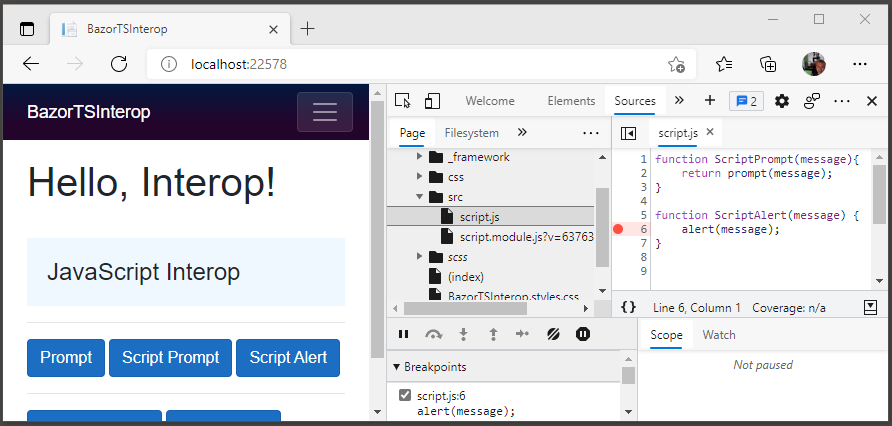 BazorTSInterop
localhost:22578
BazorTSInterop
Hello, Interop!
JavaScript Interop
Prompt
Script Prompt
Script Alert
Welcome
Elements
Sources
»
2
Page
Filesystem
»
_framework
css
src
script.js
script.module.js?v=63763
scss
(index)
BazorTSInterop.styles.css
script.js
1 function ScriptPrompt(message){
2 return prompt(message);
3 }
4
5 function ScriptAlert(message) {
6 alert(message);
7 }
8
9
{} Line 6, Column 1 Coverage: n/a
Breakpoints
script.js:6
alert(message);
Scope
Watch
Not paused